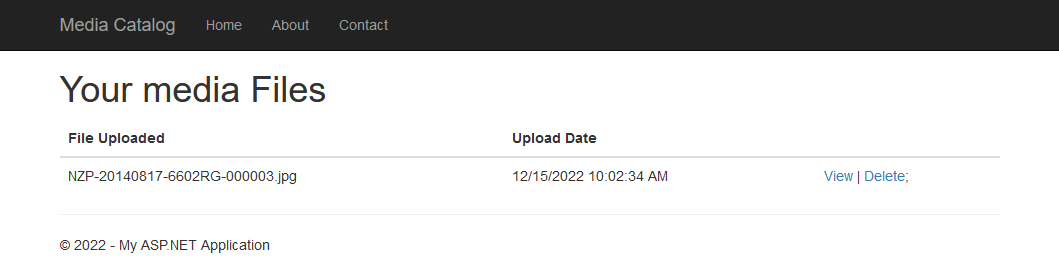 Media Catalog Home About Contact
Your media Files
File Uploaded Upload Date
NZP-20140817-6602RG-000003.jpg 12/15/2022 10:02:34 AM View | Delete;
© 2022 - My ASP.NET Application